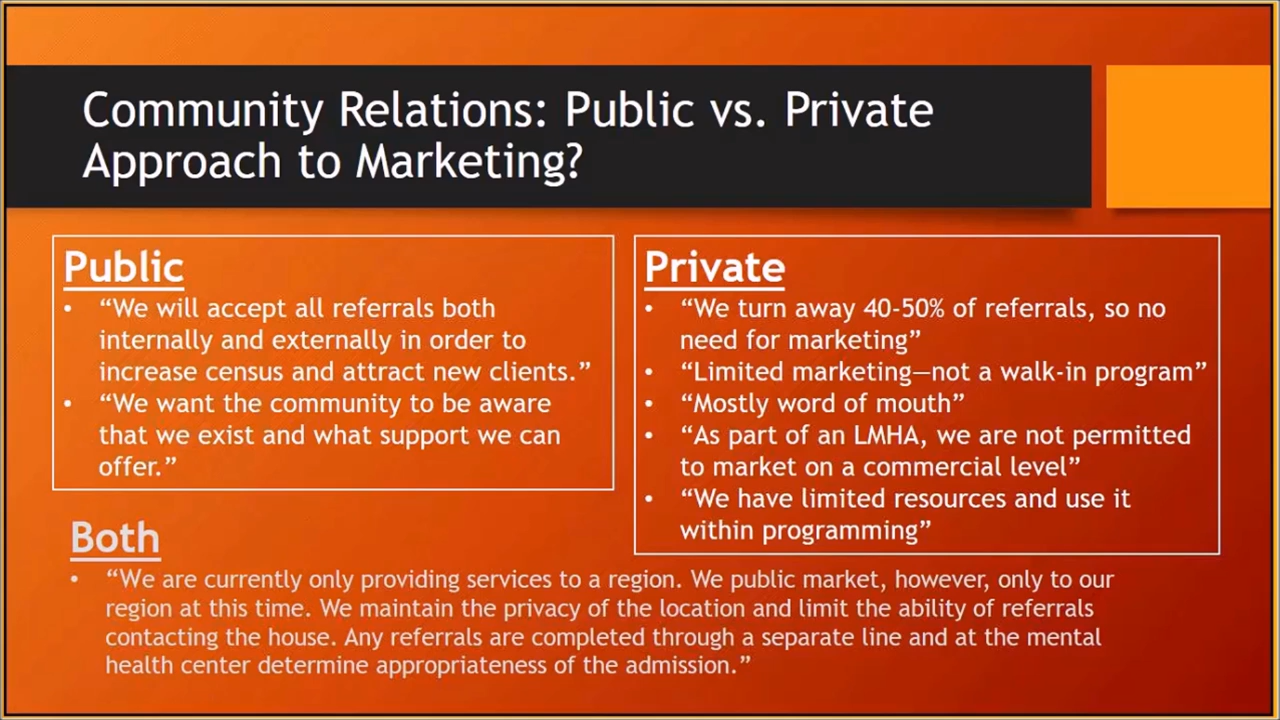 Community Relations: Public vs. Private
Approach to Marketing?
Public
• “We will accept all referrals both
internally and externally in order to
increase census and attract new clients.”
• “We want the community to be aware
that we exist and what support we can
offer.”
Private
• “We turn away 40-50% of referrals, so no
need for marketing”
• “Limited marketing—not a walk-in program”
• “Mostly word of mouth”
• “As part of an LMHA, we are not permitted
to market on a commercial level”
• “We have limited resources and use it
within programming”
Both
• “We are currently only providing services to a region. We public market, however, only to our
region at this time. We maintain the privacy of the location and limit the ability of referrals
contacting the house. Any referrals are completed through a separate line and at the mental
health center determine appropriateness of the admission.”